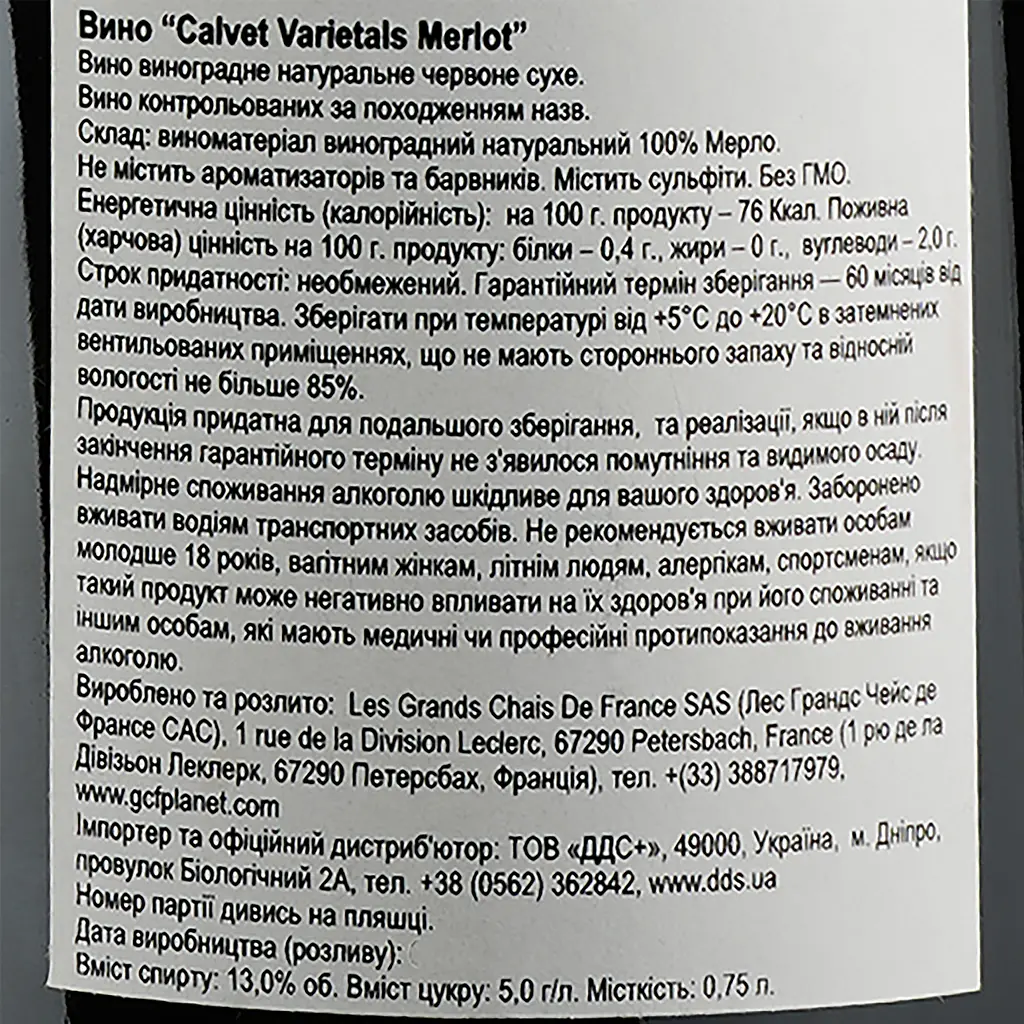 Вино “Calvet Varietals Merlot”
Вино виноградне натуральне червоне сухе.
Вино контрольованих за походженням назв.
Склад: виноматеріал виноградний натуральний 100% Мерло.
Не містить ароматизаторів та барвників. Містить сульфіти. Без ГМО.
Енергетична цінність (калорійність): на 100 г. продукту – 76 Ккал. Поживна
(харчова) цінність на 100 г. продукту: білки – 0,4 г., жири – 0 г., вуглеводи – 2,0 г.
Строк придатності: необмежений. Гарантійний термін зберігання — 60 місяців від
дати виробництва. Зберігати при температурі від +5°С до +20°С в затемнених
вентильованих приміщеннях, що не мають стороннього запаху та відносній
вологості не більше 85%.
Продукція придатна для подальшого зберігання, та реалізації, якщо в ній після
закінчення гарантійного терміну не з'явилося помутніння та видимого осаду.
Надмірне споживання алкоголю шкідливе для вашого здоров'я. Заборонено
вживати водіям транспортних засобів. Не рекомендується вживати особам
молодше 18 років, вагітним жінкам, літнім людям, алергікам, спортсменам, якщо
такий продукт може негативно впливати на їх здоров'я при його споживанні та
іншим особам, які мають медичні чи професійні протипоказання до вживання
алкоголю.
Вироблено та розлито: Les Grands Chais De France SAS (Лес Грандс Чейс де
Франсе САС), 1 rue de la Division Leclerc, 67290 Petersbach, France (1 рю де ла
Дівізьон Леклерк, 67290 Петерсбах, Франція), тел. +(33) 388717979,
www.gcfplanet.com
Імпортер та офіційний дистриб'ютор: ТОВ «ДДС+», 49000, Україна, м. Дніпро,
провулок Біологічний 2А, тел. +38 (0562) 362842, www.dds.ua
Номер партії дивись на пляшці.
Дата виробництва (розливу):
Вміст спирту: 13,0% об. Вміст цукру: 5,0 г/л. Місткість: 0,75 л.